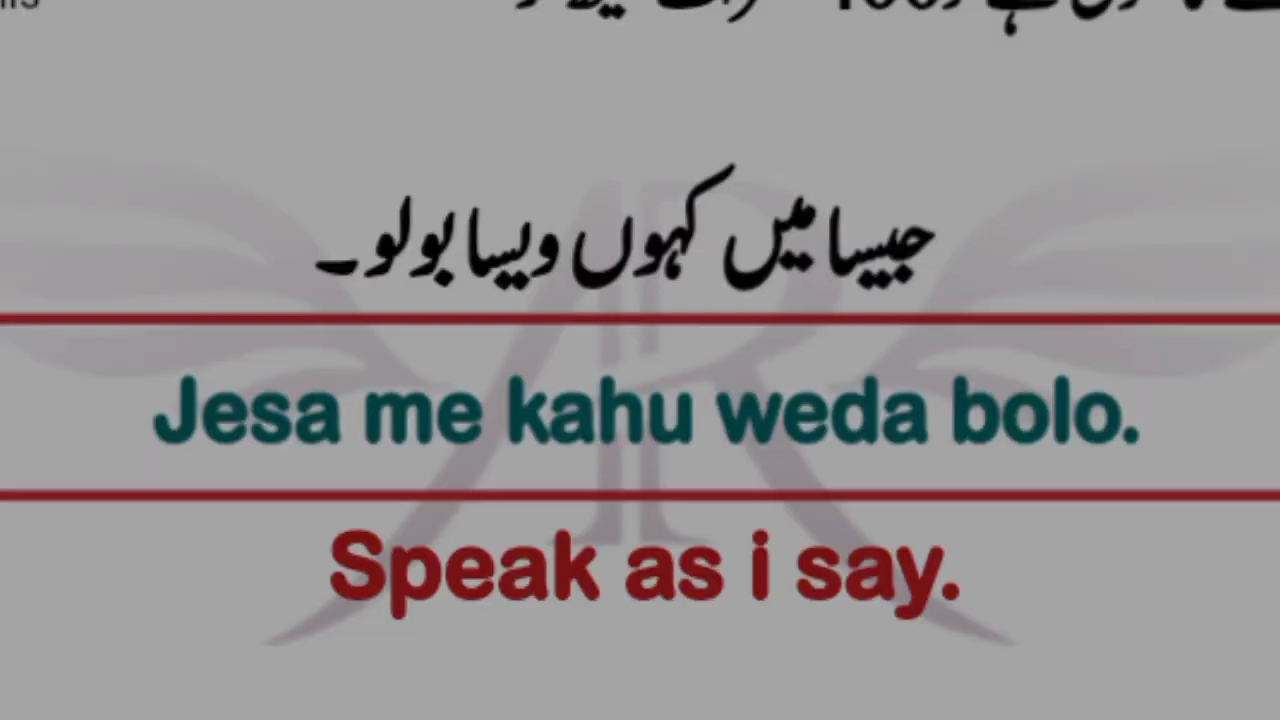 جیسا میں کہوں ویسا بولو۔
Jesa me kahu weda bolo.
Speak as i say.